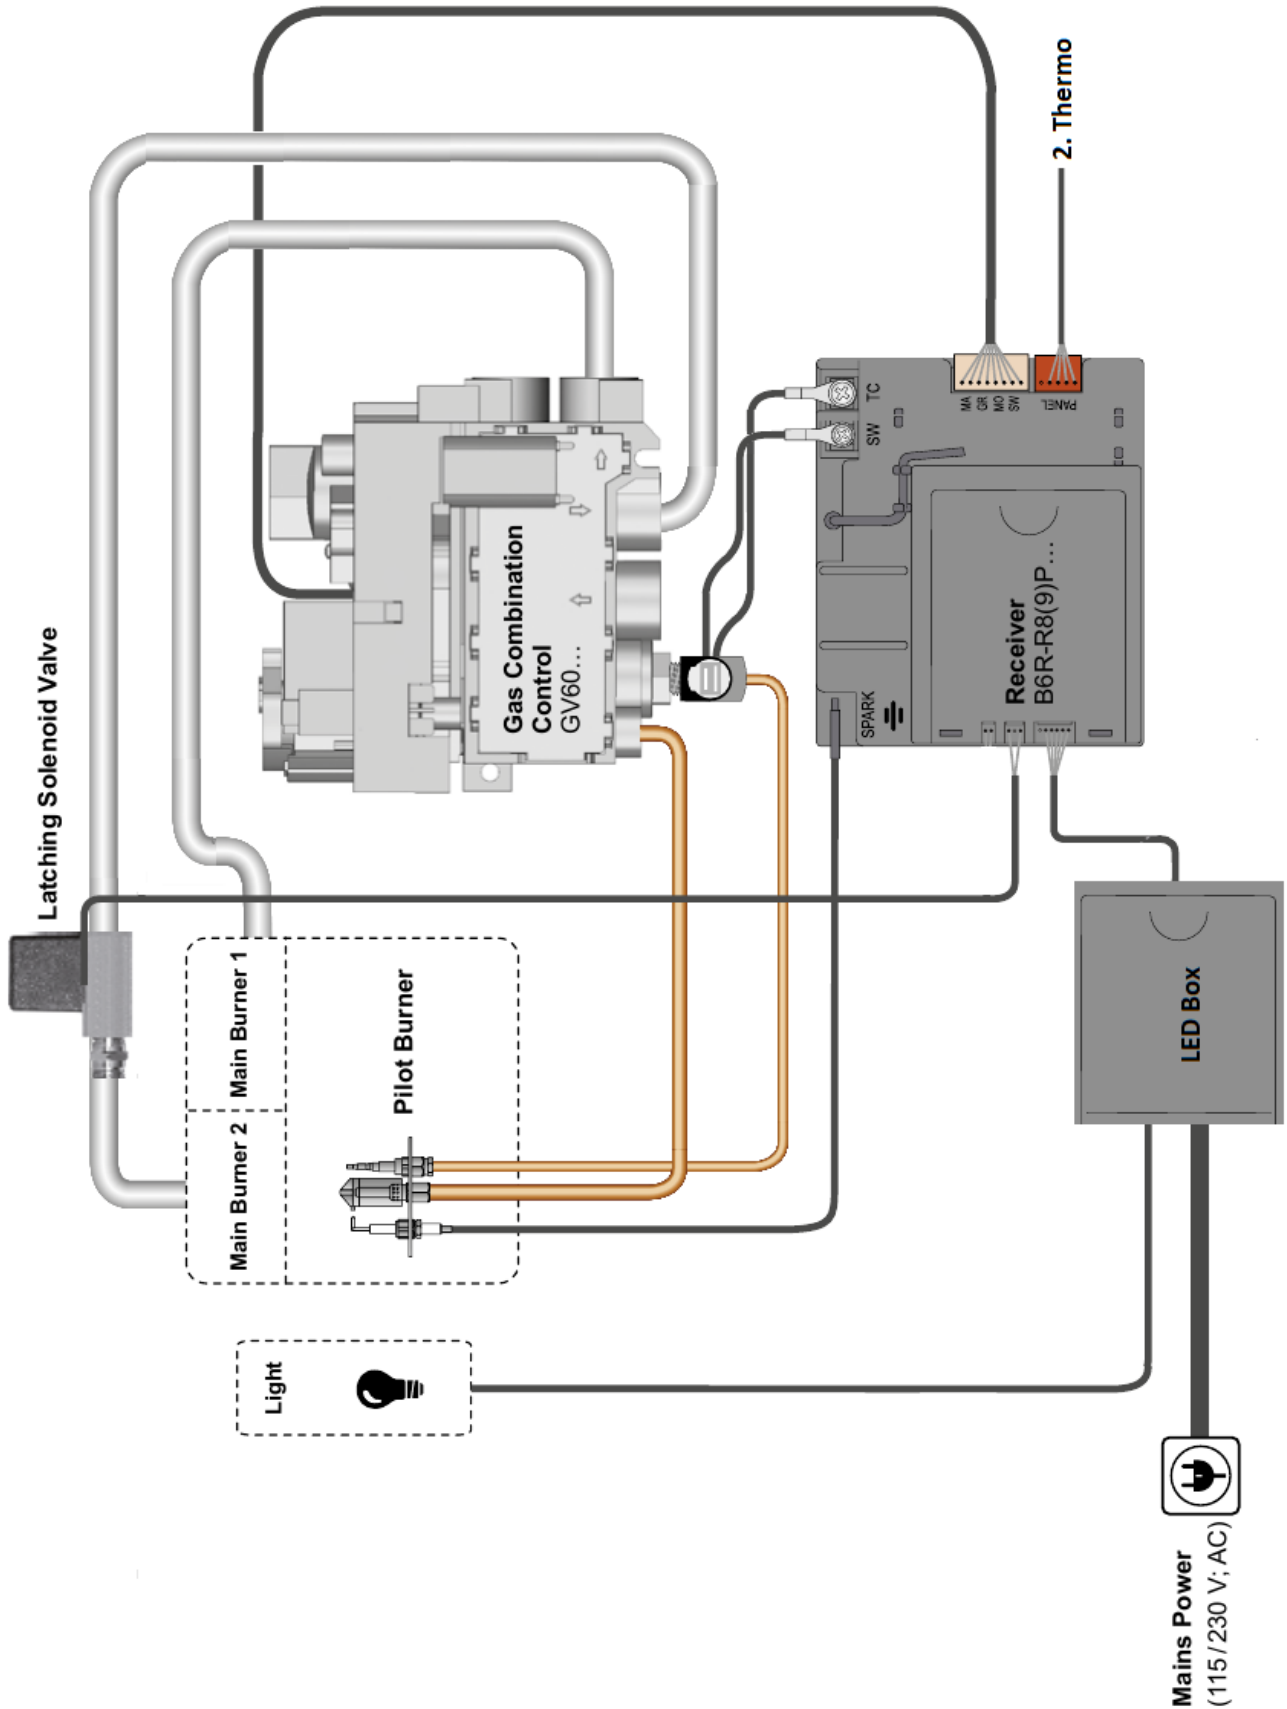 Latching Solenoid Valve
2. Thermo
Gas Combination
Control
GV60...
TC
SW
MA
GR
MO
SW
PANEL
SPARK
Receiver
B6R-R8(9)P...
Main Burner 1
Main Burner 2
Pilot Burner
LED Box
Light
Mains Power
(115/230 V; AC)